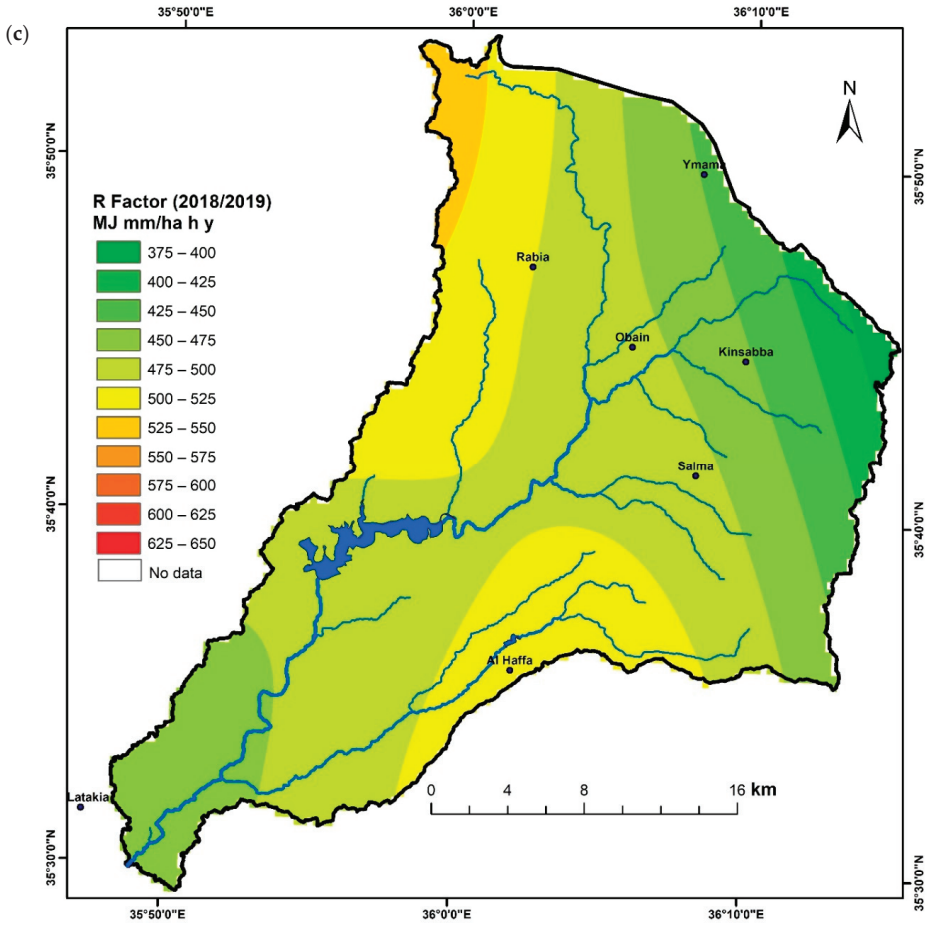 (c)
35°50'0"E 36°0'0"E 36°10'0"E
N
35°50'0"N
35°50'0"N
Ymama
R Factor (2018/2019)
MJ mm/ha h y
375 – 400
400 – 425
425 – 450
450 – 475
475 – 500
500 – 525
525 – 550
550 – 575
575 – 600
600 – 625
625 – 650
No data
Rabia
Obain
Kinsabba
Salma
35°40'0"N
35°40'0"N
Al Haffa
Latakia
0 4 8 16 km
35°30'0"N
35°30'0"N
35°50'0"E 36°0'0"E 36°10'0"E